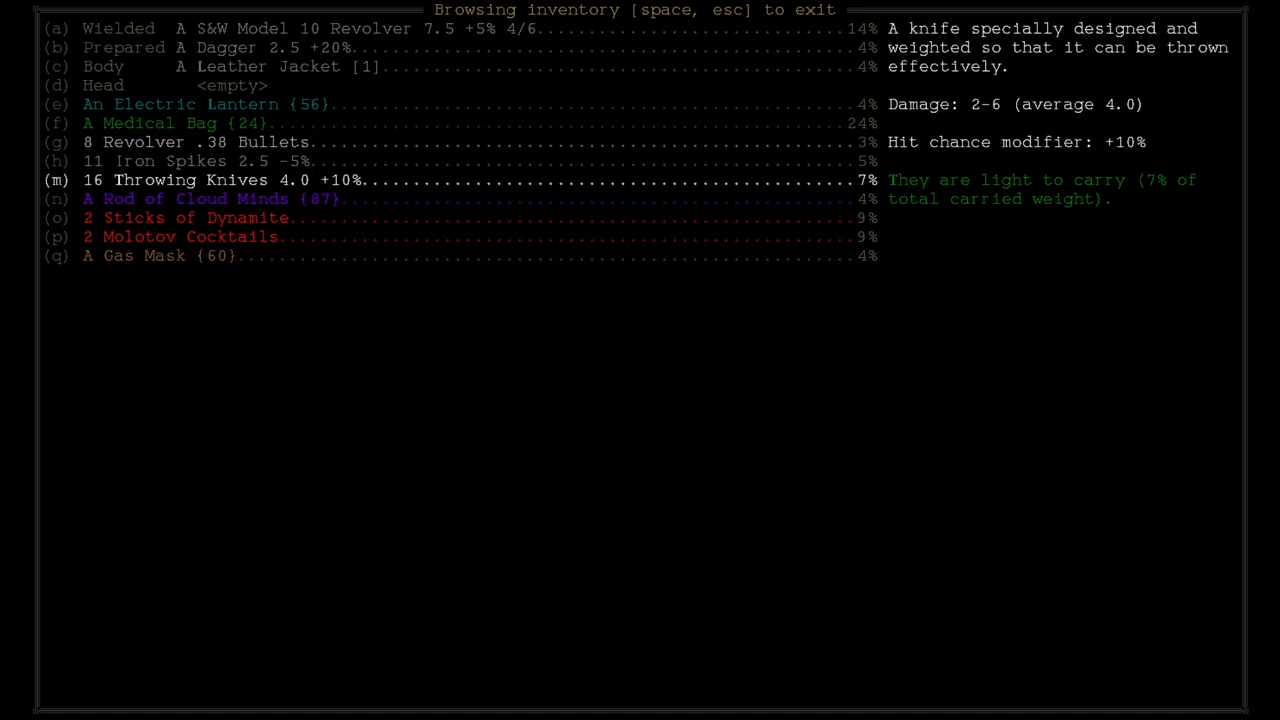 Browsing inventory [space, esc] to exit
(a) Wielded A S&W Model 10 Revolver 7.5 +5% 4/6..............................14%
(b) Prepared A Dagger 2.5 +20%................................................4%
(c) Body A Leather Jacket [1].............................................4%
(d) Head <empty>
(e) An Electric Lantern {56}..................................................4%
(f) A Medical Bag {24}.......................................................24%
(g) 8 Revolver .38 Bullets....................................................3%
(h) 11 Iron Spikes 2.5 -5%....................................................5%
(m) 16 Throwing Knives 4.0 +10%...............................................7%
(n) A Rod of Cloud Minds {87}.................................................4%
(o) 2 Sticks of Dynamite......................................................9%
(p) 2 Molotov Cocktails.......................................................9%
(q) A Gas Mask {60}...........................................................4%
A knife specially designed and
weighted so that it can be thrown
effectively.
Damage: 2-6 (average 4.0)
Hit chance modifier: +10%
They are light to carry (7% of
total carried weight).